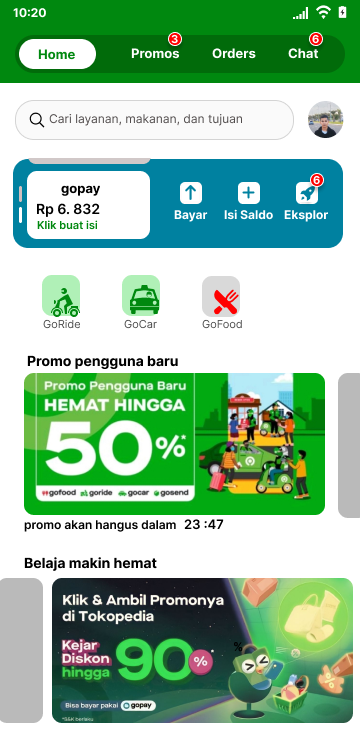 10:20
Home
Promos
3
Orders
Chat
6
Cari layanan, makanan, dan tujuan
gopay
Rp 6. 832
Klik buat isi
Bayar
Isi Saldo
Eksplor
6
GoRide
GoCar
GoFood
Promo pengguna baru
Promo Pengguna Baru
HEMAT HINGGA
50%*
gofood goride gocar gosend
promo akan hangus dalam 23 :47
Belaja makin hemat
Klik & Ambil Promonya
di Tokopedia
Kejar
Diskon
hingga
90%
Bisa bayar pakai gopay
*S&K berlaku